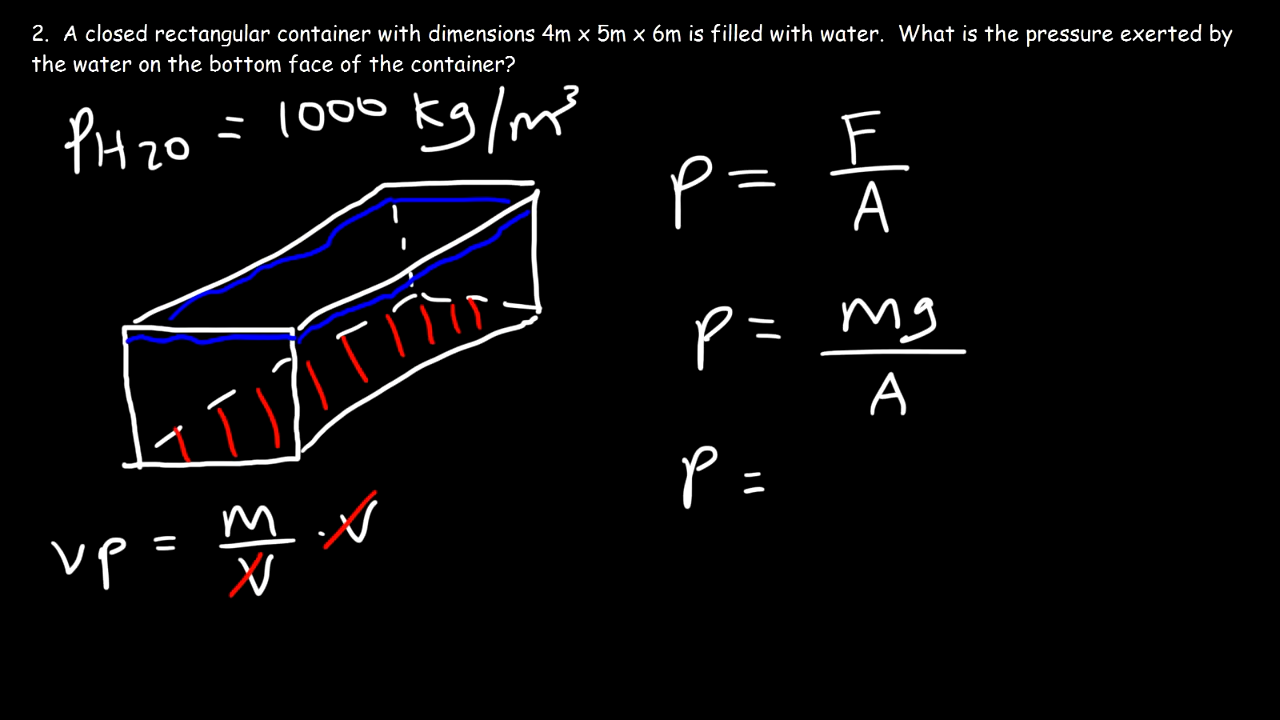 2. A closed rectangular container with dimensions 4m x 5m x 6m is filled with water. What is the pressure exerted by
the water on the bottom face of the container?
ρH2O = 1000 kg/m³
P = F/A
P = mg/A
P =
Vρ = m/V · V